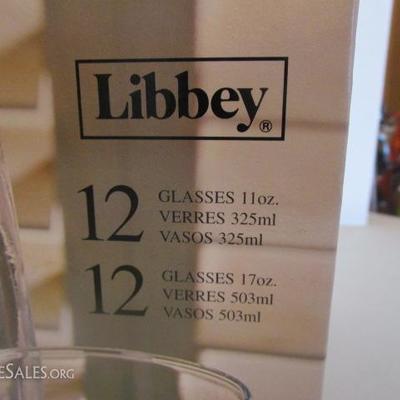 Libbey®
12 GLASSES 11oz.
VERRES 325ml
VASOS 325ml
12 GLASSES 17oz.
VERRES 503ml
VASOS 503ml
ESALES.ORG